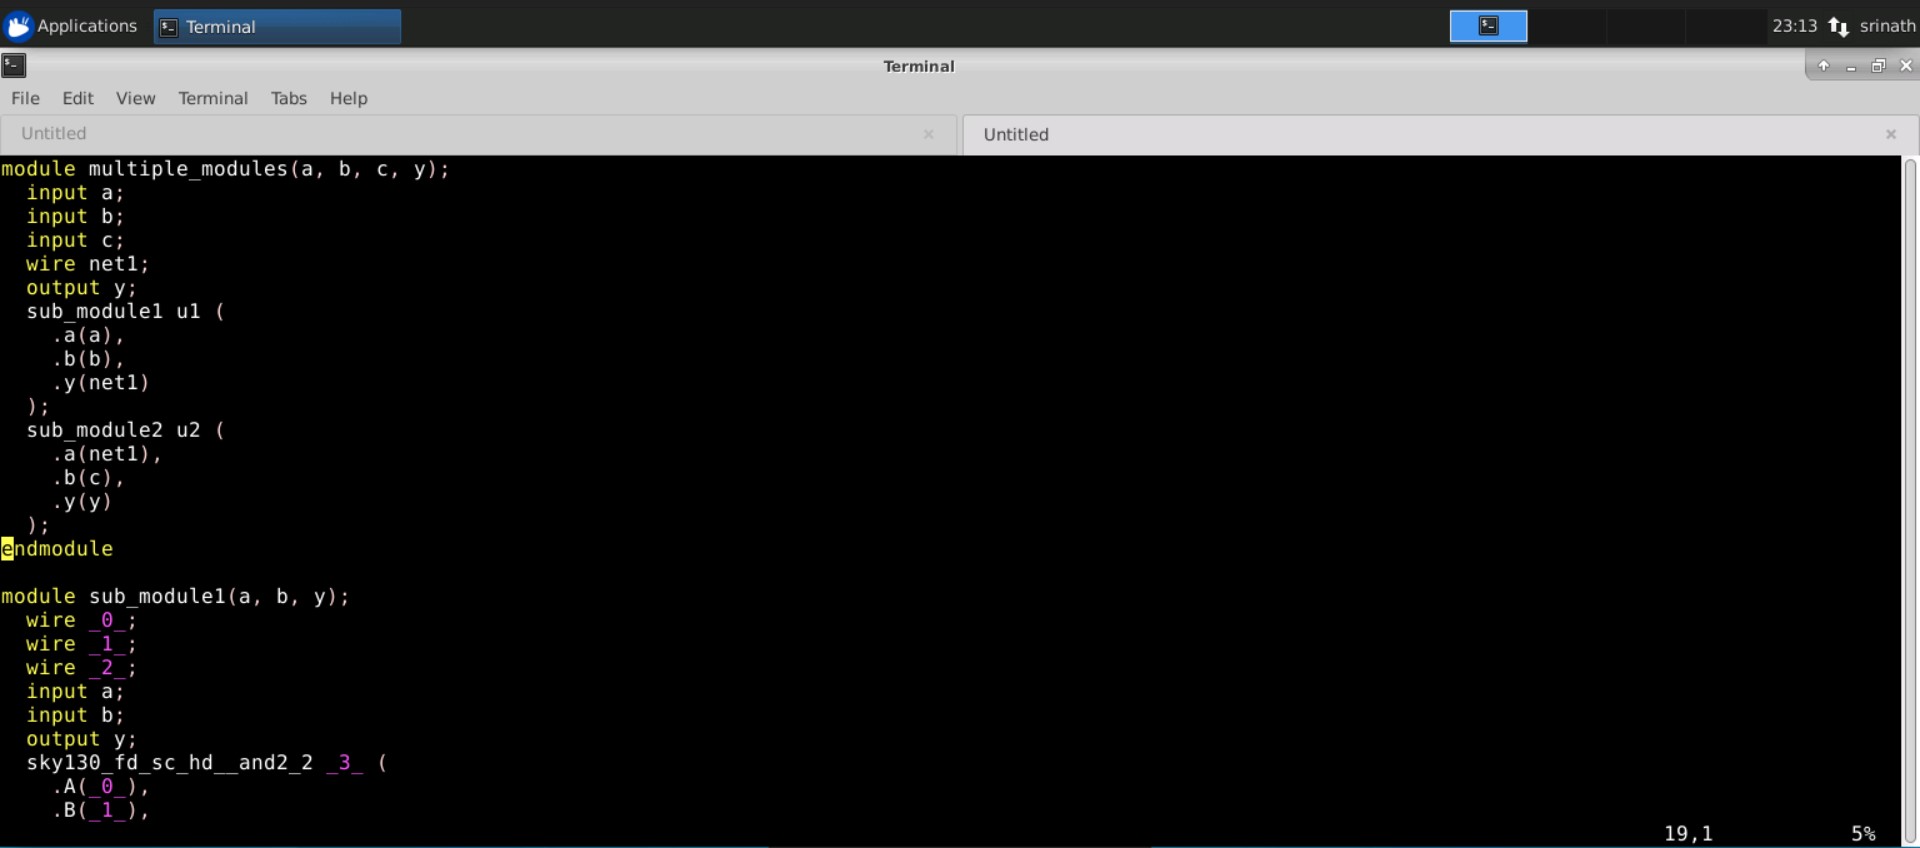 Applications Terminal 23:13 srinath
Terminal
File Edit View Terminal Tabs Help
Untitled Untitled
module multiple_modules(a, b, c, y);
  input a;
  input b;
  input c;
  wire net1;
  output y;
  sub_module1 u1 (
    .a(a),
    .b(b),
    .y(net1)
  );
  sub_module2 u2 (
    .a(net1),
    .b(c),
    .y(y)
  );
endmodule

module sub_module1(a, b, y);
  wire _0_;
  wire _1_;
  wire _2_;
  input a;
  input b;
  output y;
  sky130_fd_sc_hd__and2_2 _3_ (
    .A(_0_),
    .B(_1_),
19,1 5%